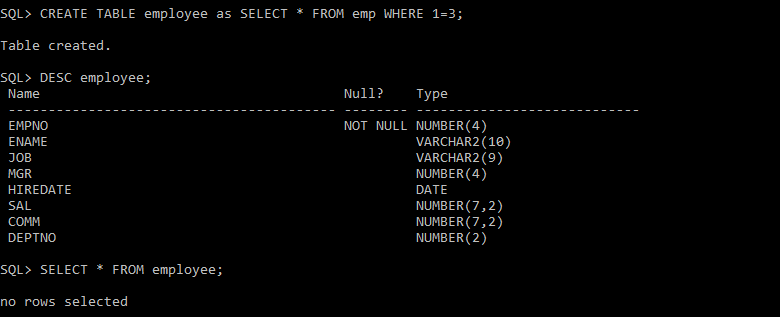 SQL> CREATE TABLE employee as SELECT * FROM emp WHERE 1=3;
Table created.
SQL> DESC employee;
Name Null? Type
----------------------------------------- -------- ----------------------------
EMPNO NOT NULL NUMBER(4)
ENAME VARCHAR2(10)
JOB VARCHAR2(9)
MGR NUMBER(4)
HIREDATE DATE
SAL NUMBER(7,2)
COMM NUMBER(7,2)
DEPTNO NUMBER(2)
SQL> SELECT * FROM employee;
no rows selected